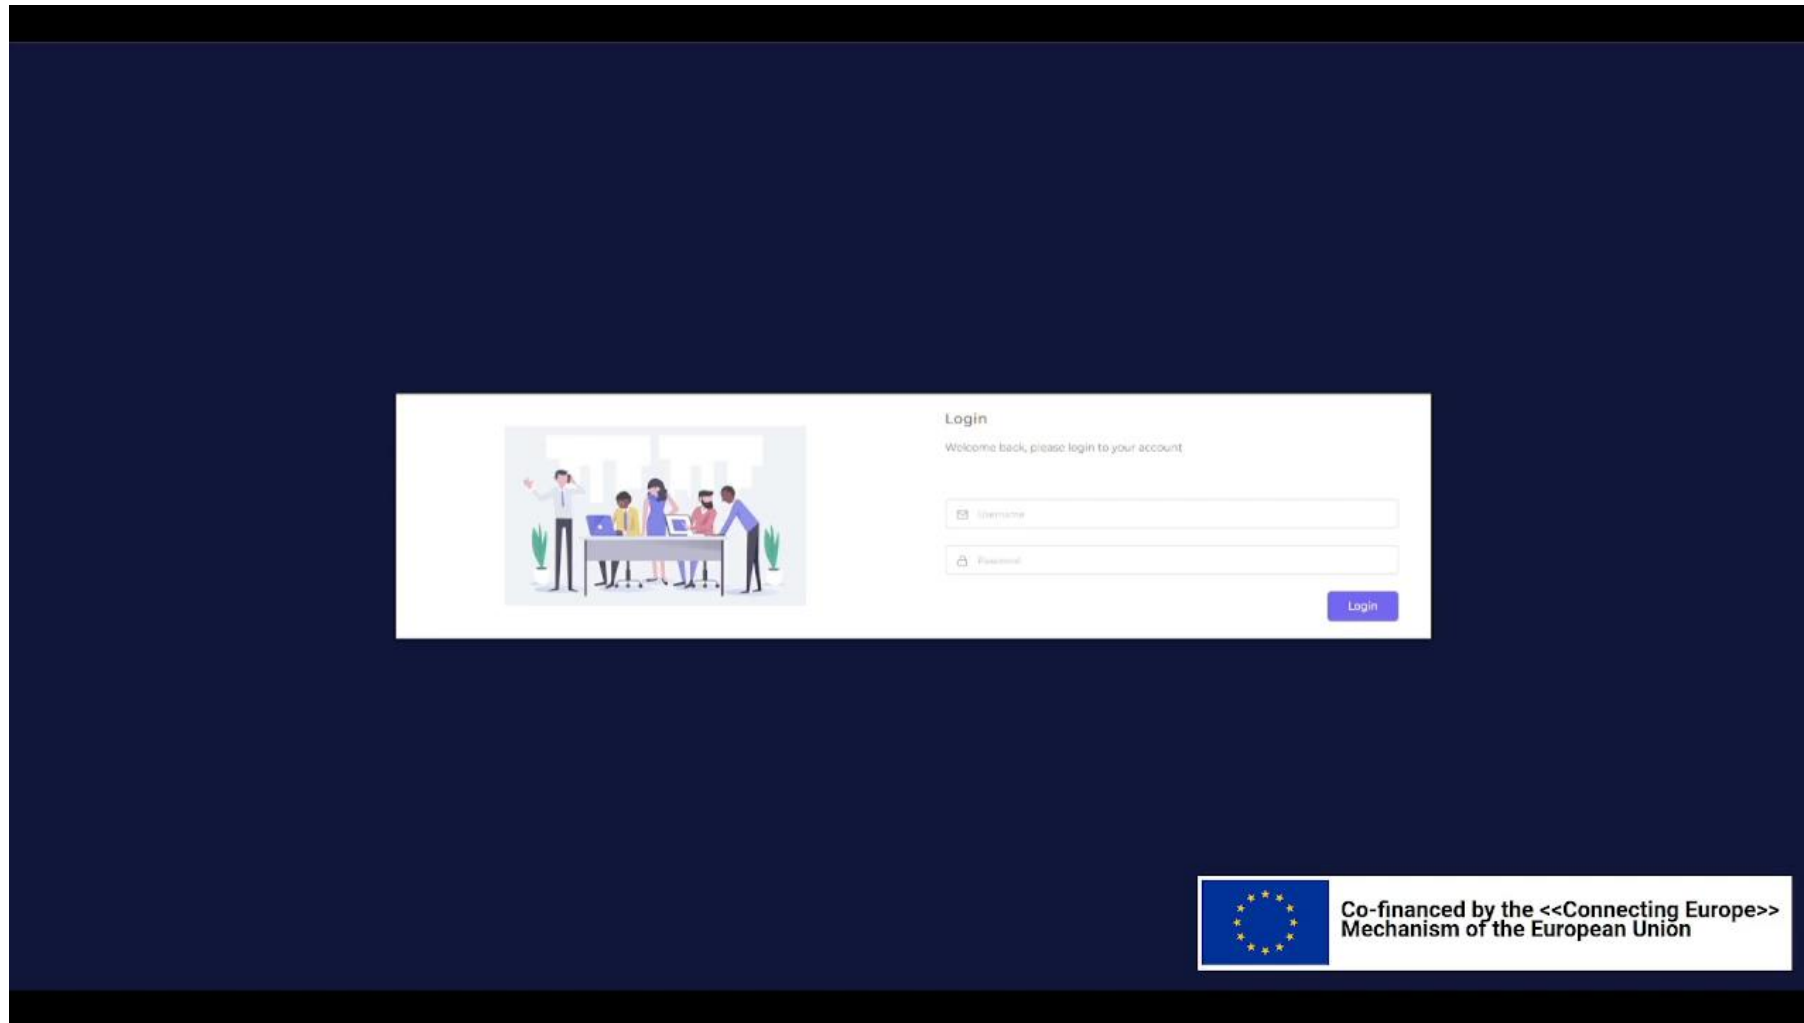 Login
Welcome back, please login to your account
Username
Password
Login
Co-financed by the <<Connecting Europe>>
Mechanism of the European Union